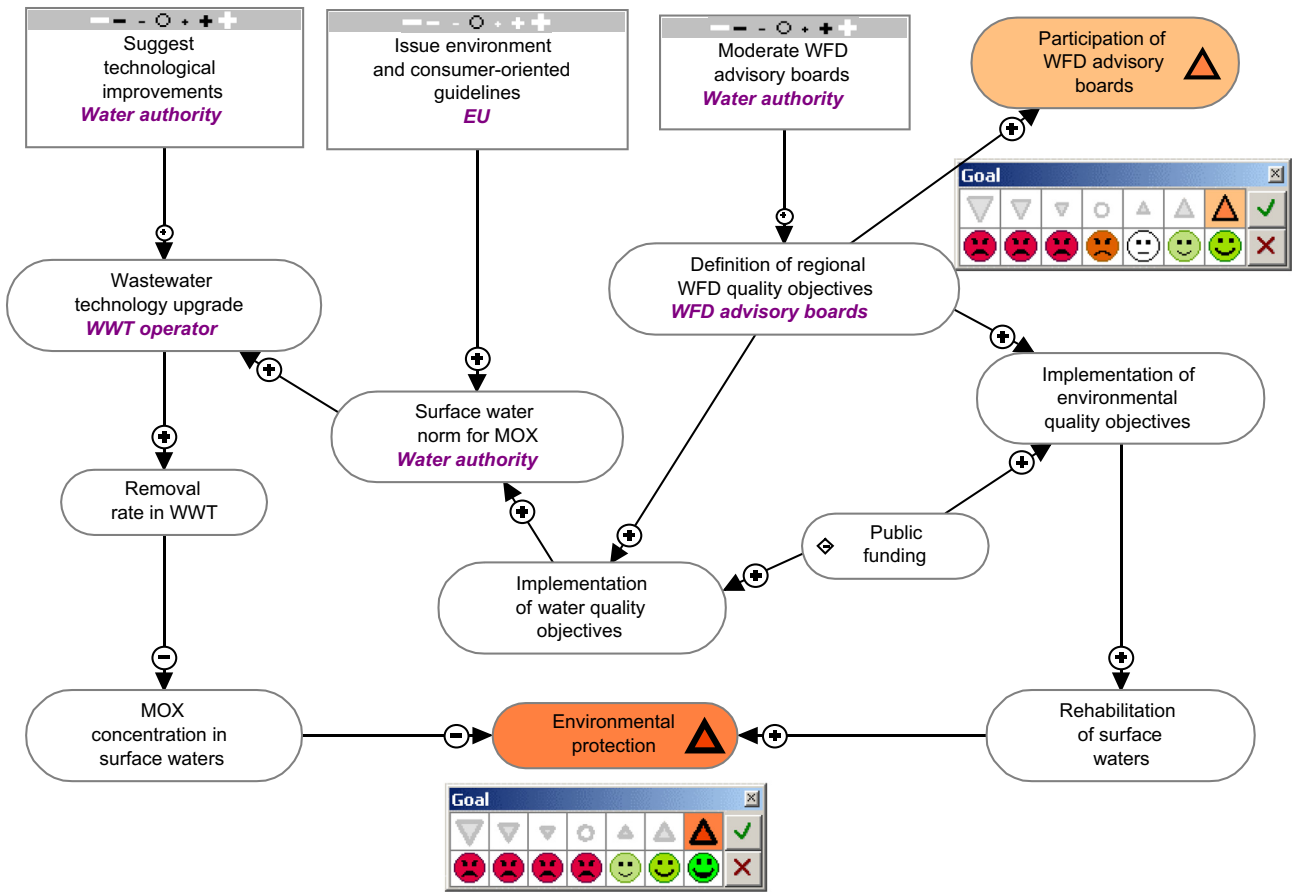 Suggest
technological
improvements
Water authority
Issue environment
and consumer-oriented
guidelines
EU
Moderate WFD
advisory boards
Water authority
Participation of
WFD advisory
boards
Goal
Wastewater
technology upgrade
WWT operator
Definition of regional
WFD quality objectives
WFD advisory boards
Surface water
norm for MOX
Water authority
Implementation of
environmental
quality objectives
Removal
rate in WWT
Public
funding
Implementation
of water quality
objectives
MOX
concentration in
surface waters
Environmental
protection
Rehabilitation
of surface
waters
Goal